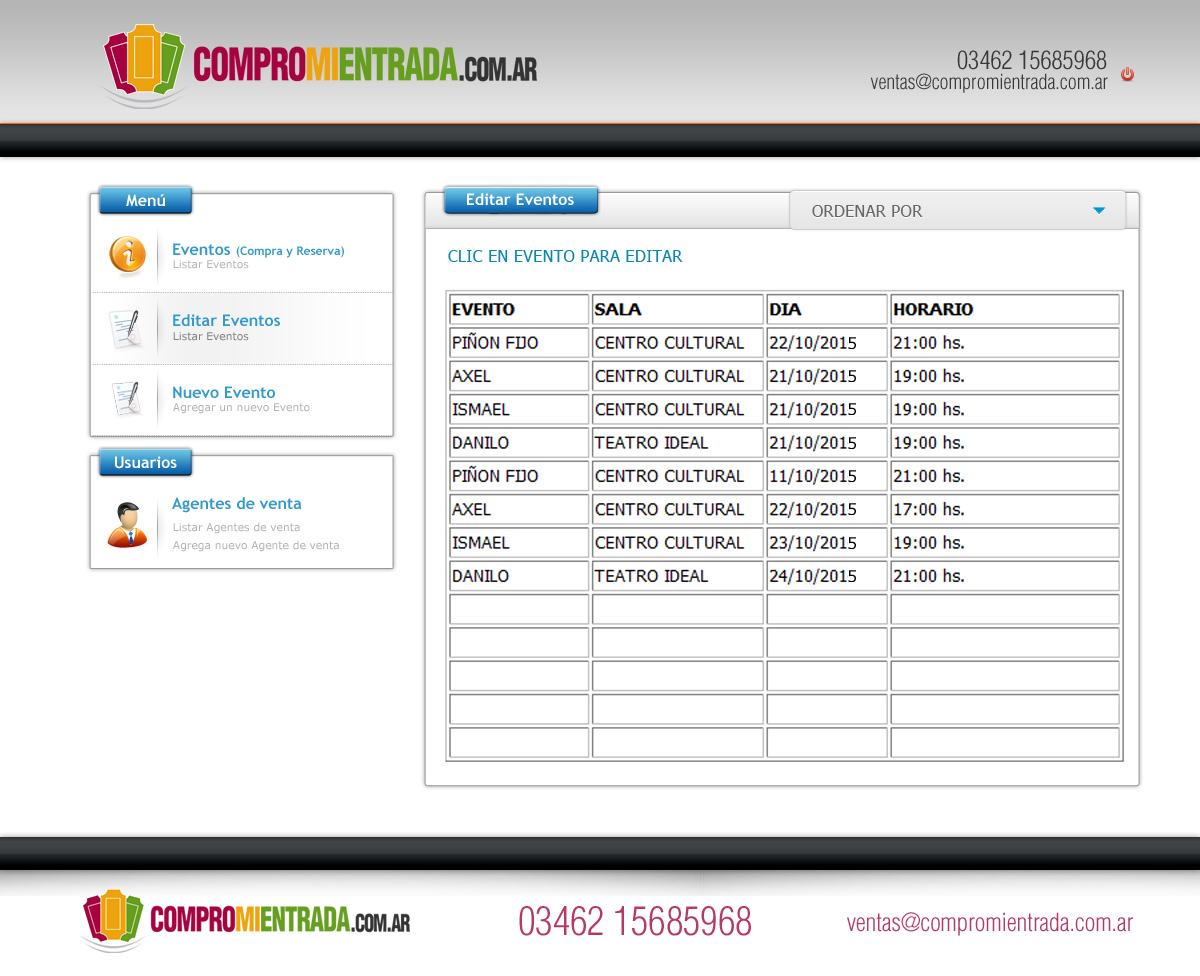 COMPROMIENTRADA.COM.AR
03462 15685968
ventas@compromientrada.com.ar
Menú
Eventos (Compra y Reserva)
Listar Eventos
Editar Eventos
Listar Eventos
Nuevo Evento
Agregar un nuevo Evento
Usuarios
Agentes de venta
Listar Agentes de venta
Agrega nuevo Agente de venta
Editar Eventos
ORDENAR POR
CLIC EN EVENTO PARA EDITAR
EVENTO SALA DIA HORARIO
PIÑON FIJO CENTRO CULTURAL 22/10/2015 21:00 hs.
AXEL CENTRO CULTURAL 21/10/2015 19:00 hs.
ISMAEL CENTRO CULTURAL 21/10/2015 19:00 hs.
DANILO TEATRO IDEAL 21/10/2015 19:00 hs.
PIÑON FIJO CENTRO CULTURAL 11/10/2015 21:00 hs.
AXEL CENTRO CULTURAL 22/10/2015 17:00 hs.
ISMAEL CENTRO CULTURAL 23/10/2015 19:00 hs.
DANILO TEATRO IDEAL 24/10/2015 21:00 hs.
COMPROMIENTRADA.COM.AR
03462 15685968
ventas@compromientrada.com.ar